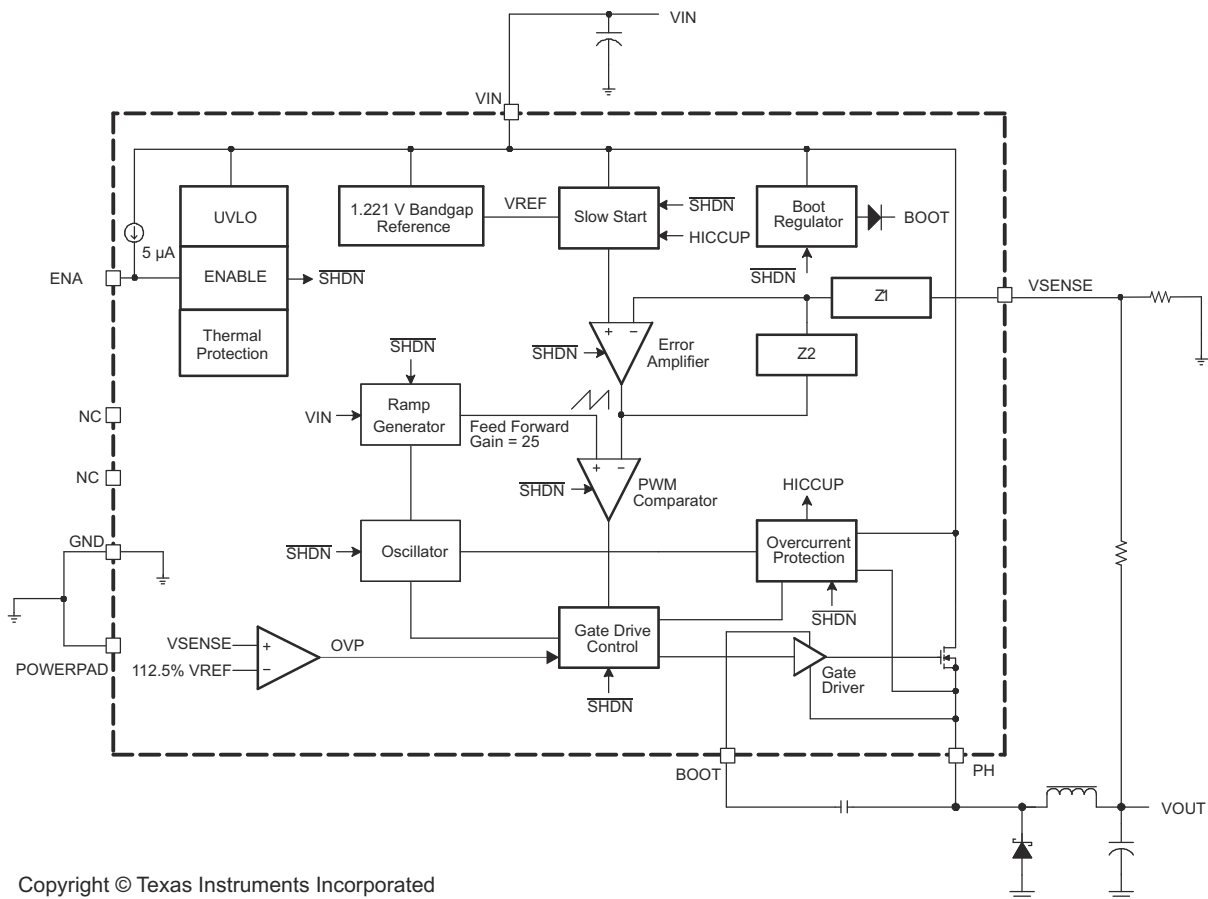 VIN
VIN
UVLO
1.221 V Bandgap
Reference
VREF
Slow Start
SHDN
HICCUP
Boot
Regulator
BOOT
5 µA
ENA
ENABLE
SHDN
SHDN
VSENSE
Z1
Thermal
Protection
SHDN
SHDN
+ −
Error
Amplifier
Z2
NC
VIN
Ramp
Generator
Feed Forward
Gain = 25
NC
SHDN
+ −
PWM
Comparator
HICCUP
GND
SHDN
Oscillator
Overcurrent
Protection
SHDN
POWERPAD
VSENSE
+
112.5% VREF
−
OVP
Gate Drive
Control
SHDN
Gate
Driver
BOOT
PH
VOUT
Copyright © Texas Instruments Incorporated